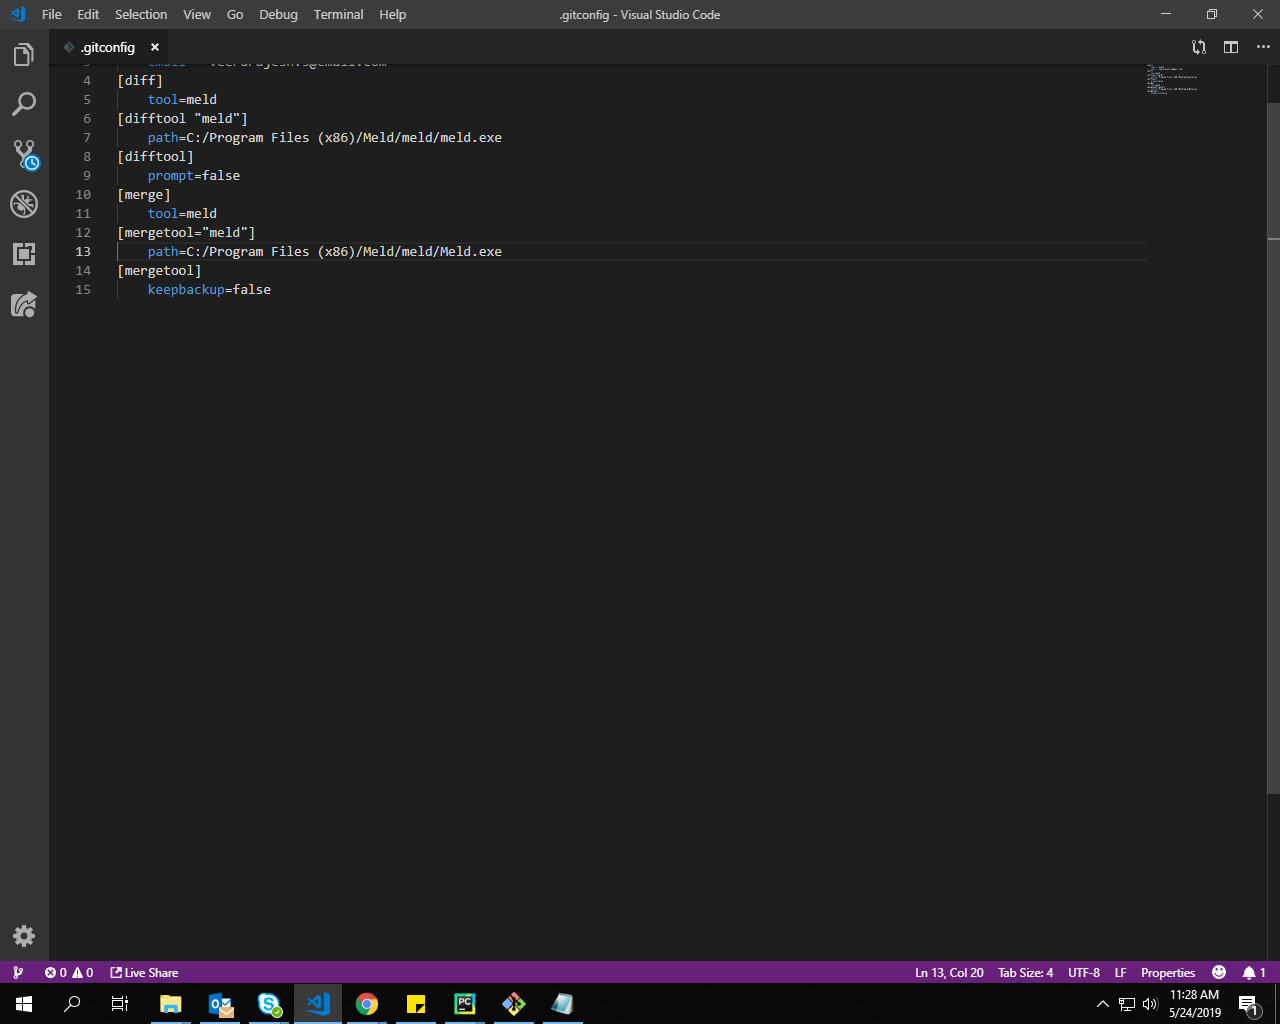 File Edit Selection View Go Debug Terminal Help .gitconfig - Visual Studio Code
.gitconfig
4 [diff]
5 tool=meld
6 [difftool "meld"]
7 path=C:/Program Files (x86)/Meld/meld/meld.exe
8 [difftool]
9 prompt=false
10 [merge]
11 tool=meld
12 [mergetool="meld"]
13 path=C:/Program Files (x86)/Meld/meld/Meld.exe
14 [mergetool]
15 keepbackup=false
0 0 Live Share Ln 13, Col 20 Tab Size: 4 UTF-8 LF Properties 1
11:28 AM
5/24/2019
1